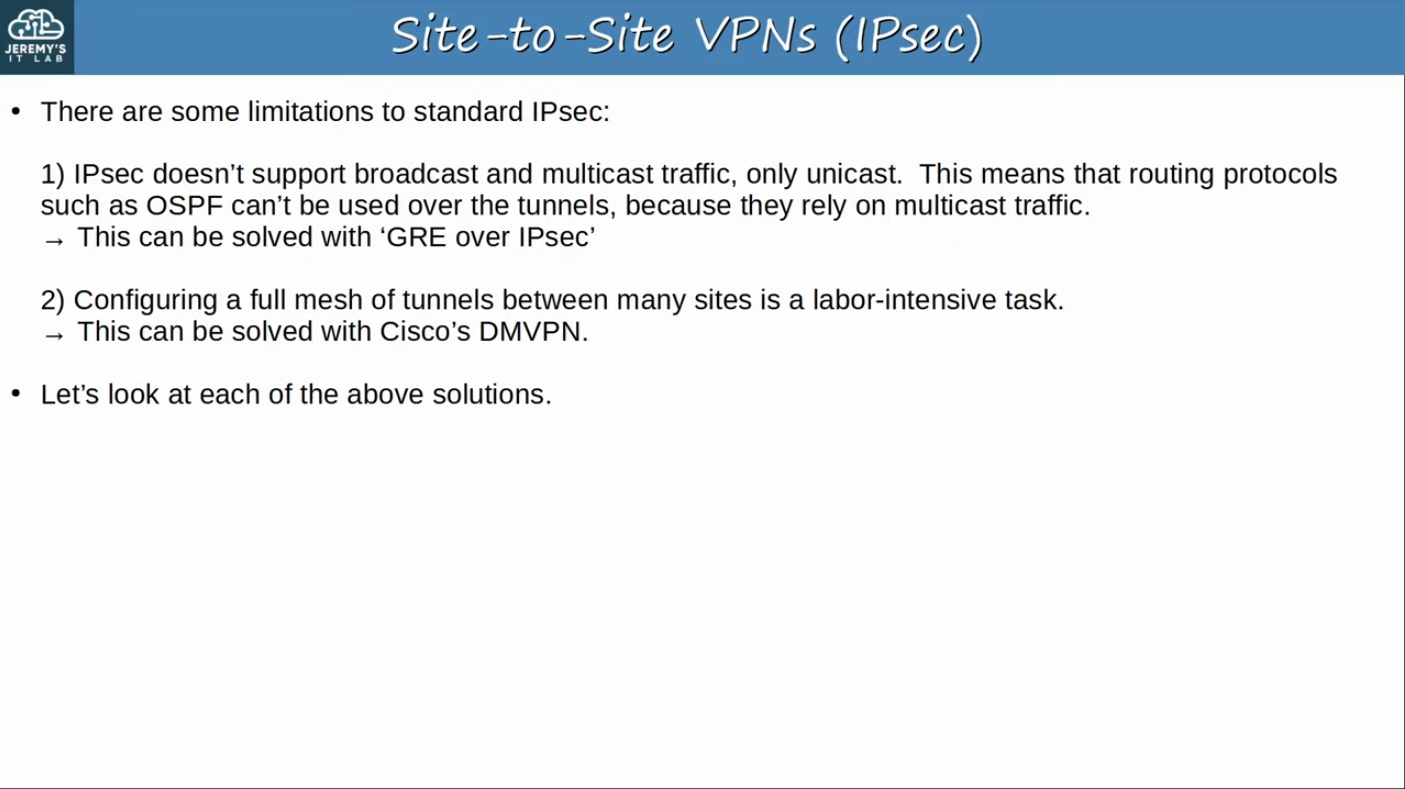 JEREMY'S
IT LAB
Site-to-Site VPNs (IPsec)
• There are some limitations to standard IPsec:
1) IPsec doesn’t support broadcast and multicast traffic, only unicast.  This means that routing protocols
such as OSPF can’t be used over the tunnels, because they rely on multicast traffic.
→ This can be solved with ‘GRE over IPsec’
2) Configuring a full mesh of tunnels between many sites is a labor-intensive task.
→ This can be solved with Cisco’s DMVPN.
• Let’s look at each of the above solutions.